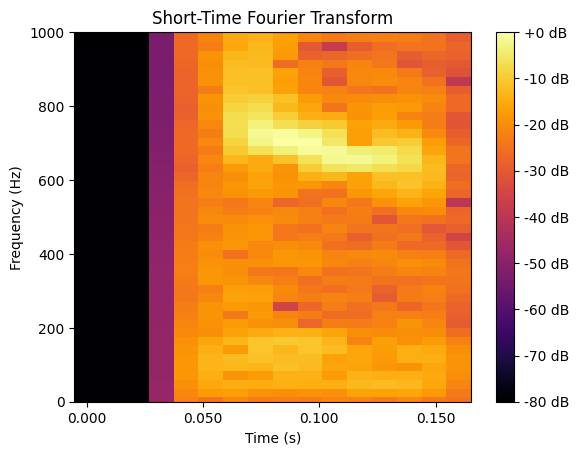 Short-Time Fourier Transform
1000
800
600
400
200
0
Frequency (Hz)
0.000
0.050
0.100
0.150
Time (s)
+0 dB
-10 dB
-20 dB
-30 dB
-40 dB
-50 dB
-60 dB
-70 dB
-80 dB